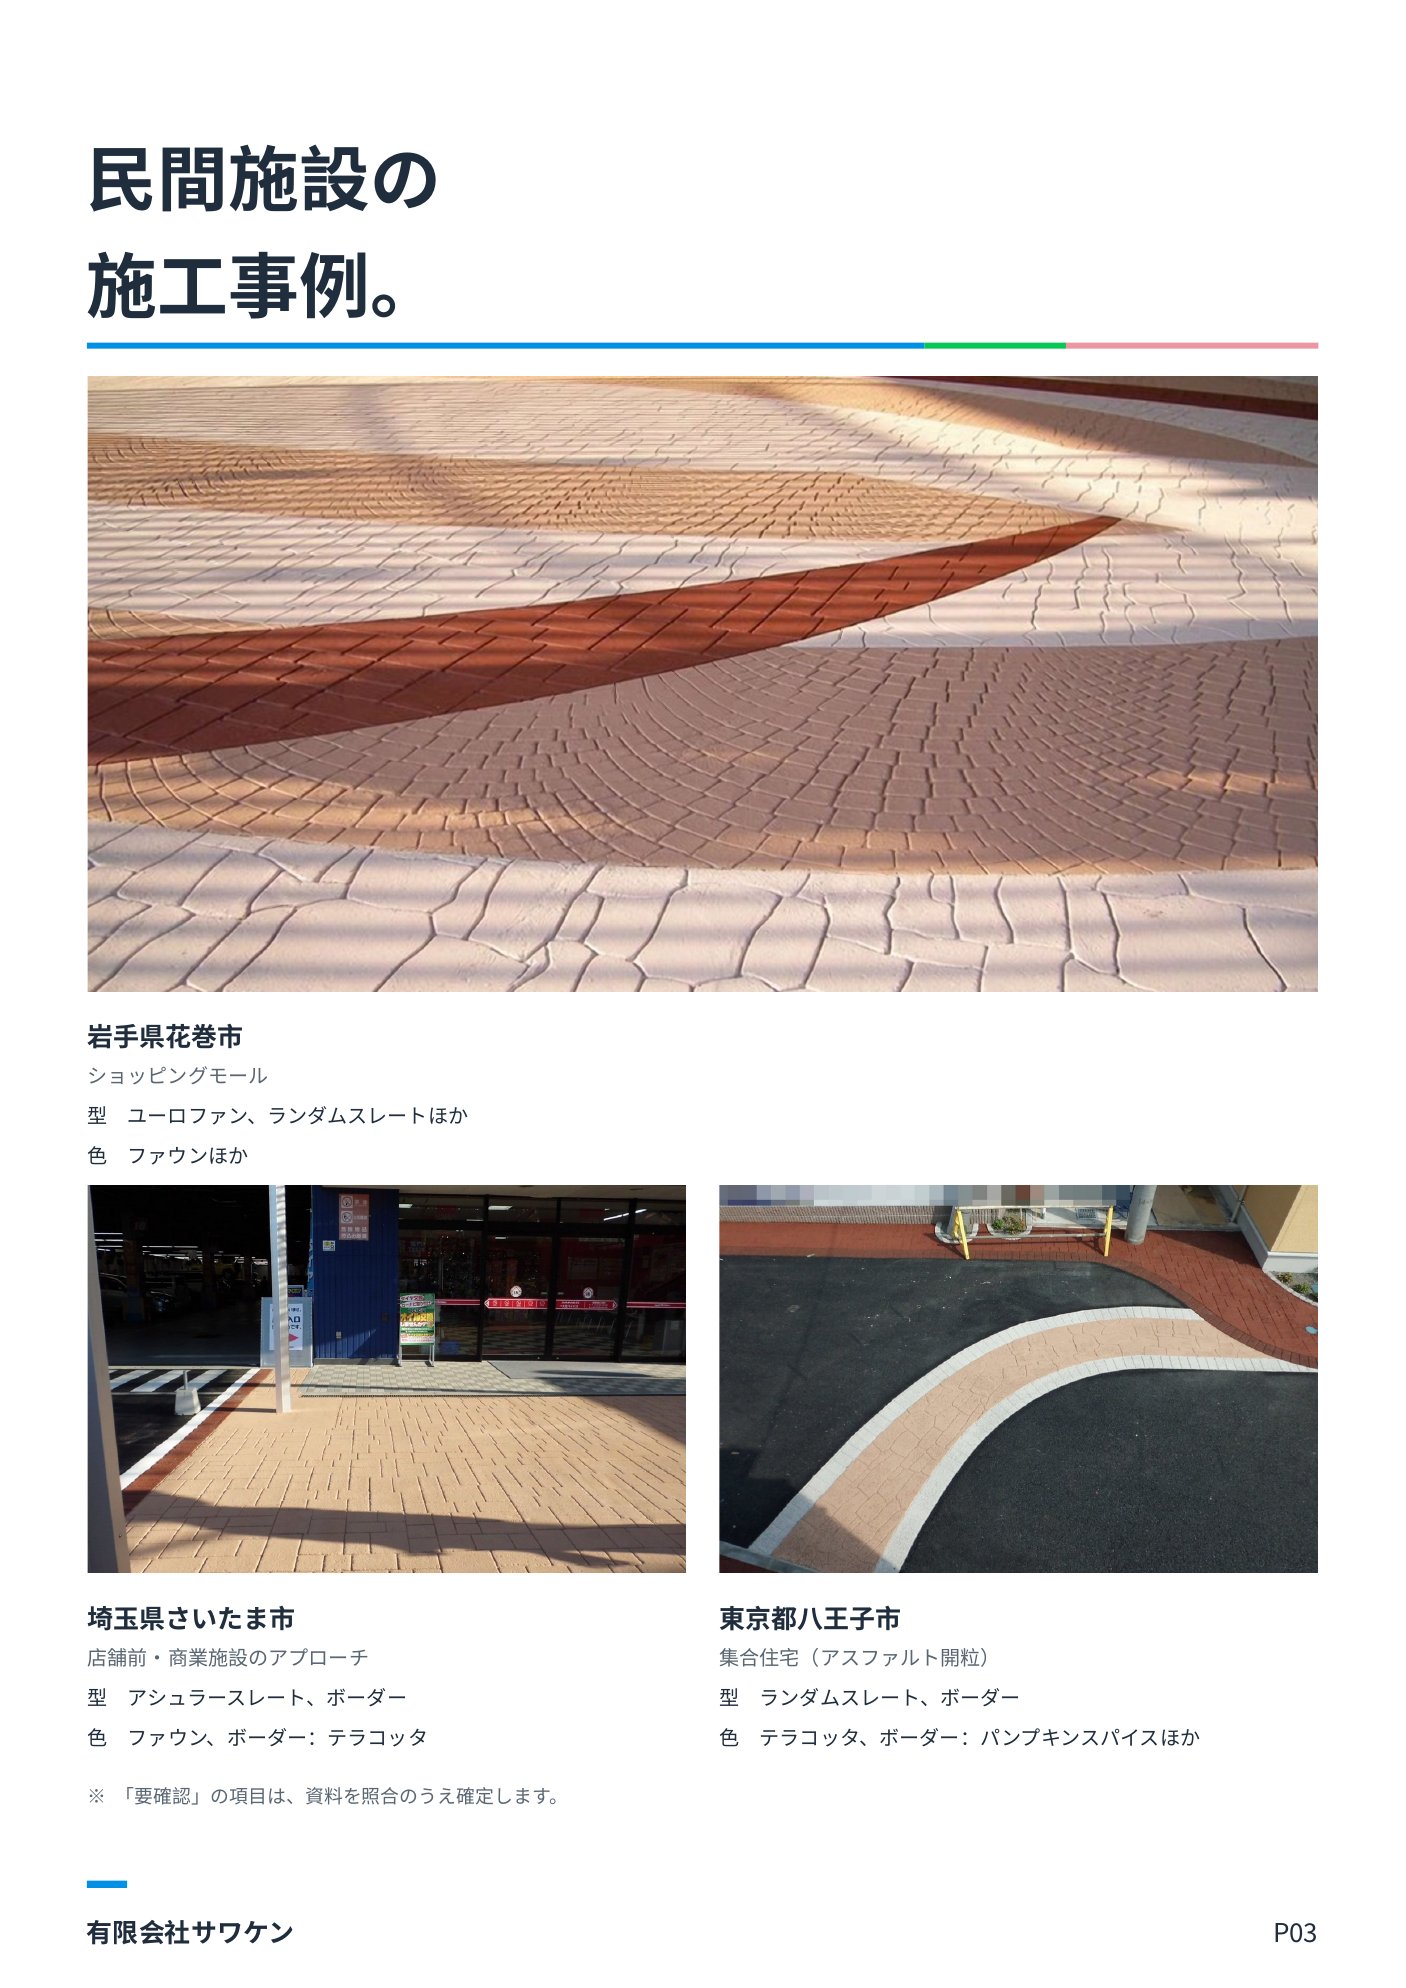 民間施設の
施工事例。
岩手県花巻市
ショッピングモール
型　ユーロファン、ランダムスレートほか
色　ファウンほか
入口
埼玉県さいたま市
店舗前・商業施設のアプローチ
型　アシュラースレート、ボーダー
色　ファウン、ボーダー：テラコッタ
東京都八王子市
集合住宅（アスファルト開粒）
型　ランダムスレート、ボーダー
色　テラコッタ、ボーダー：パンプキンスパイスほか
※　「要確認」の項目は、資料を照合のうえ確定します。
有限会社サワケン
P03